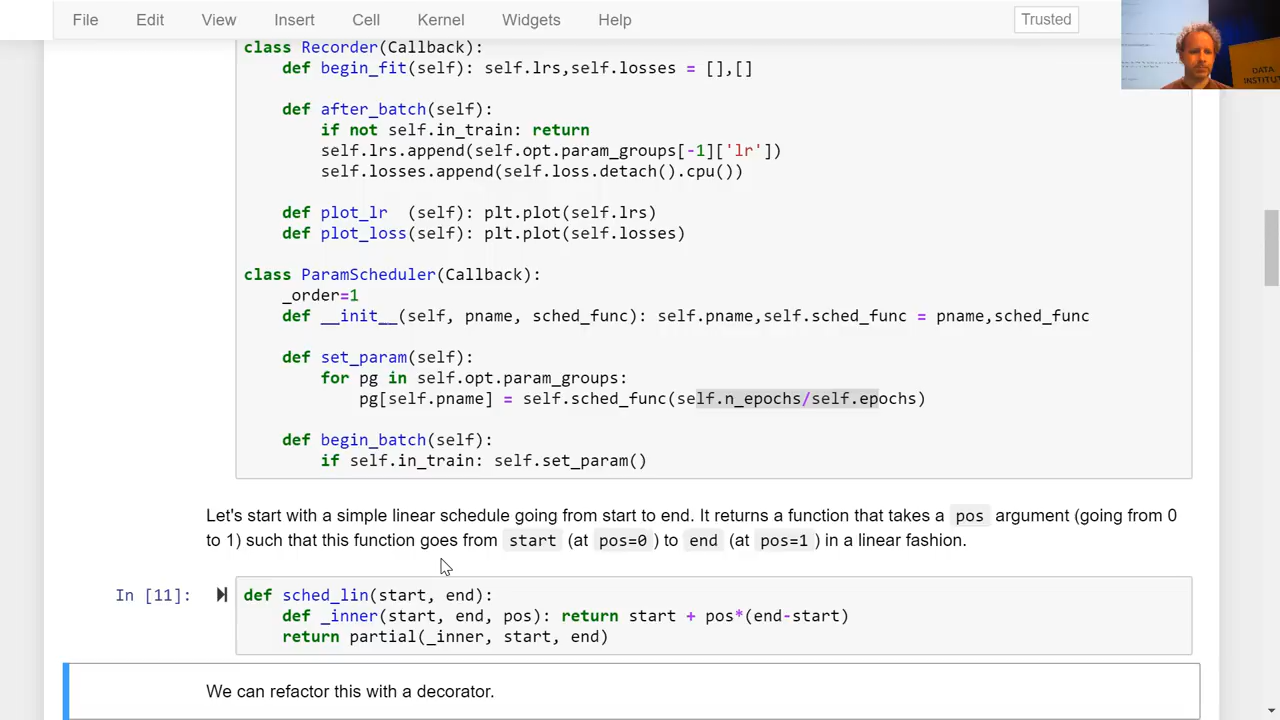 File Edit View Insert Cell Kernel Widgets Help Trusted
DATA
INSTITUT
class Recorder(Callback):
    def begin_fit(self): self.lrs,self.losses = [],[]
    def after_batch(self):
        if not self.in_train: return
        self.lrs.append(self.opt.param_groups[-1]['lr'])
        self.losses.append(self.loss.detach().cpu())
    def plot_lr  (self): plt.plot(self.lrs)
    def plot_loss(self): plt.plot(self.losses)
class ParamScheduler(Callback):
    _order=1
    def __init__(self, pname, sched_func): self.pname,self.sched_func = pname,sched_func
    def set_param(self):
        for pg in self.opt.param_groups:
            pg[self.pname] = self.sched_func(self.n_epochs/self.epochs)
    def begin_batch(self):
        if self.in_train: self.set_param()
Let's start with a simple linear schedule going from start to end. It returns a function that takes a pos argument (going from 0
to 1) such that this function goes from start (at pos=0 ) to end (at pos=1 ) in a linear fashion.
In [11]: def sched_lin(start, end):
    def _inner(start, end, pos): return start + pos*(end-start)
    return partial(_inner, start, end)
We can refactor this with a decorator.